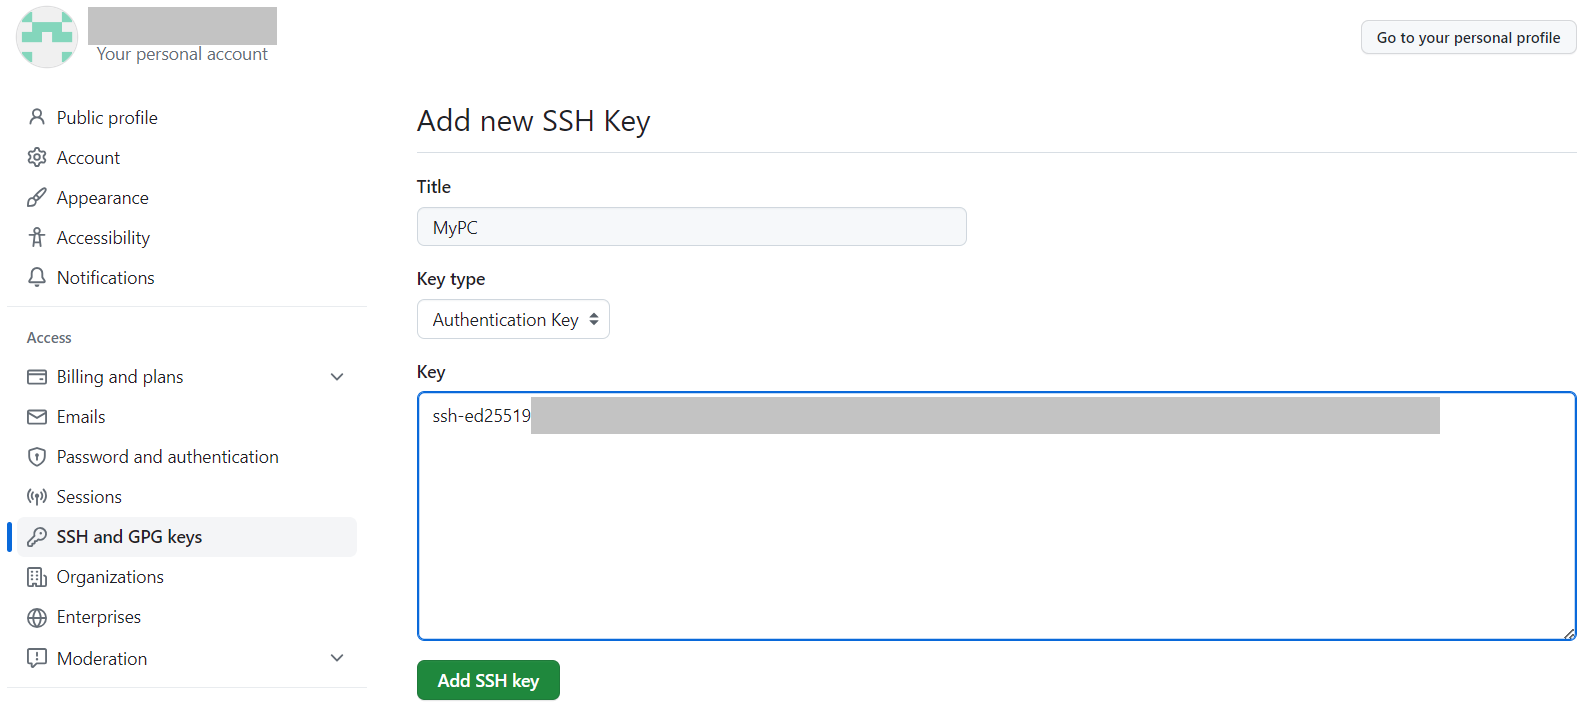 Your personal account
Go to your personal profile
Public profile
Account
Appearance
Accessibility
Notifications
Access
Billing and plans
Emails
Password and authentication
Sessions
SSH and GPG keys
Organizations
Enterprises
Moderation
Add new SSH Key
Title
MyPC
Key type
Authentication Key
Key
ssh-ed25519
Add SSH key